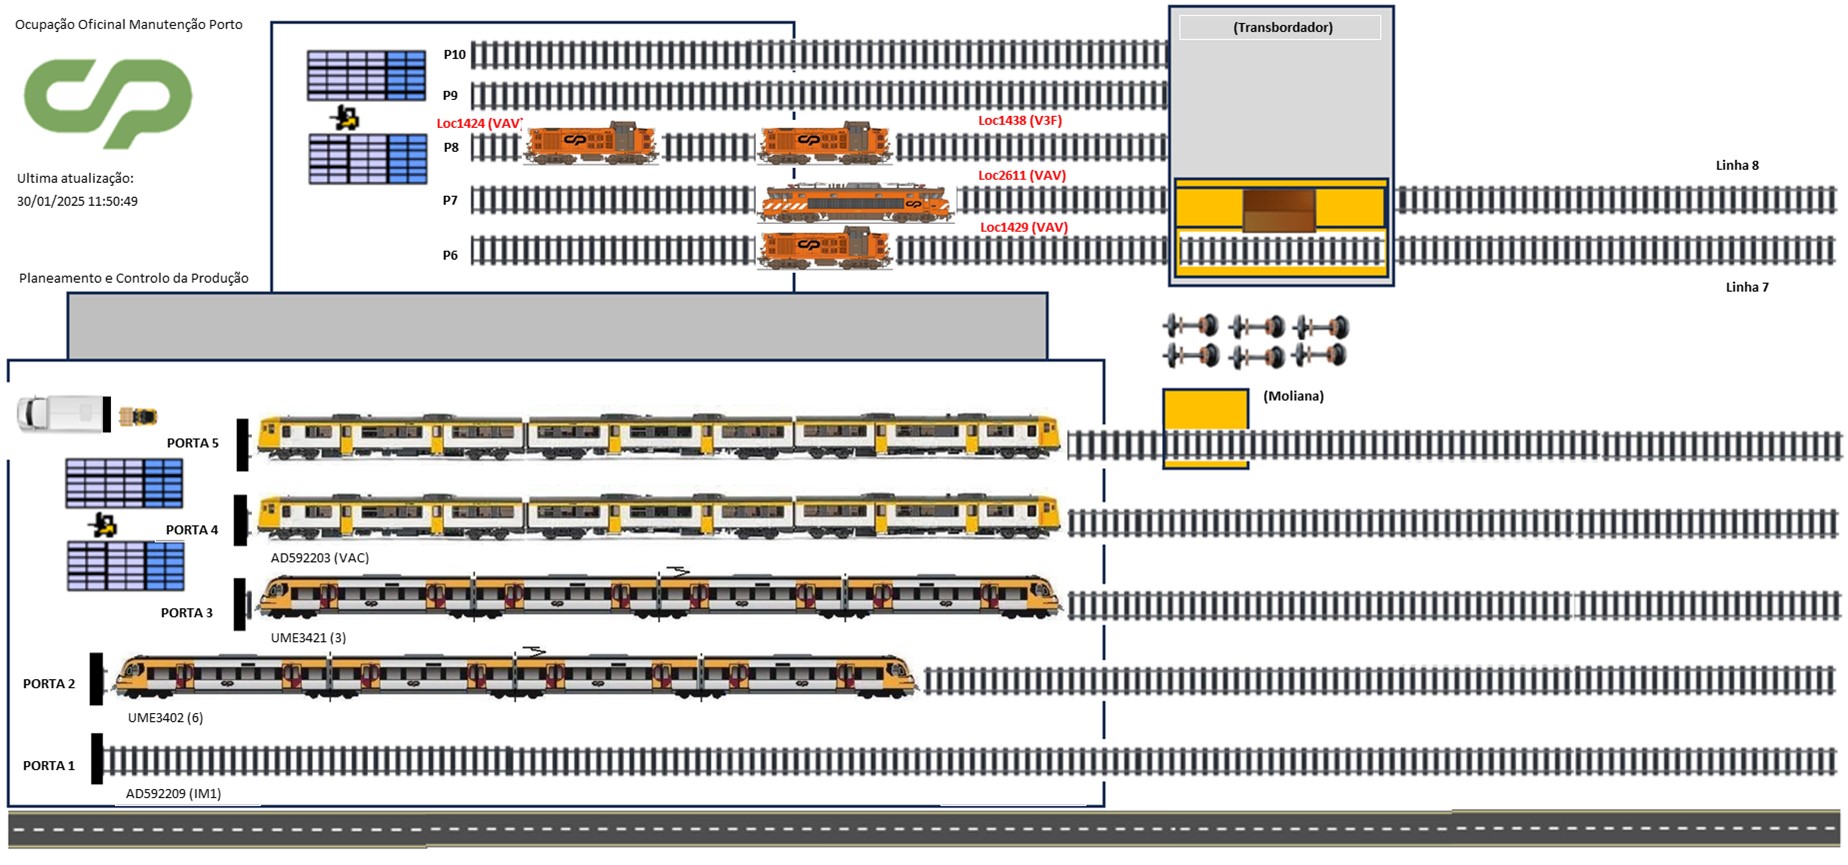 Ocupação Oficinal Manutenção Porto
(Transbordador)
P10
P9
Loc1424 (VAV)
Loc1438 (V3F)
P8
Linha 8
Ultima atualização:
30/01/2025 11:50:49
Loc2611 (VAV)
P7
Loc1429 (VAV)
P6
Planeamento e Controlo da Produção
Linha 7
(Moliana)
PORTA 5
PORTA 4
AD592203 (VAC)
PORTA 3
UME3421 (3)
PORTA 2
UME3402 (6)
PORTA 1
AD592209 (IM1)